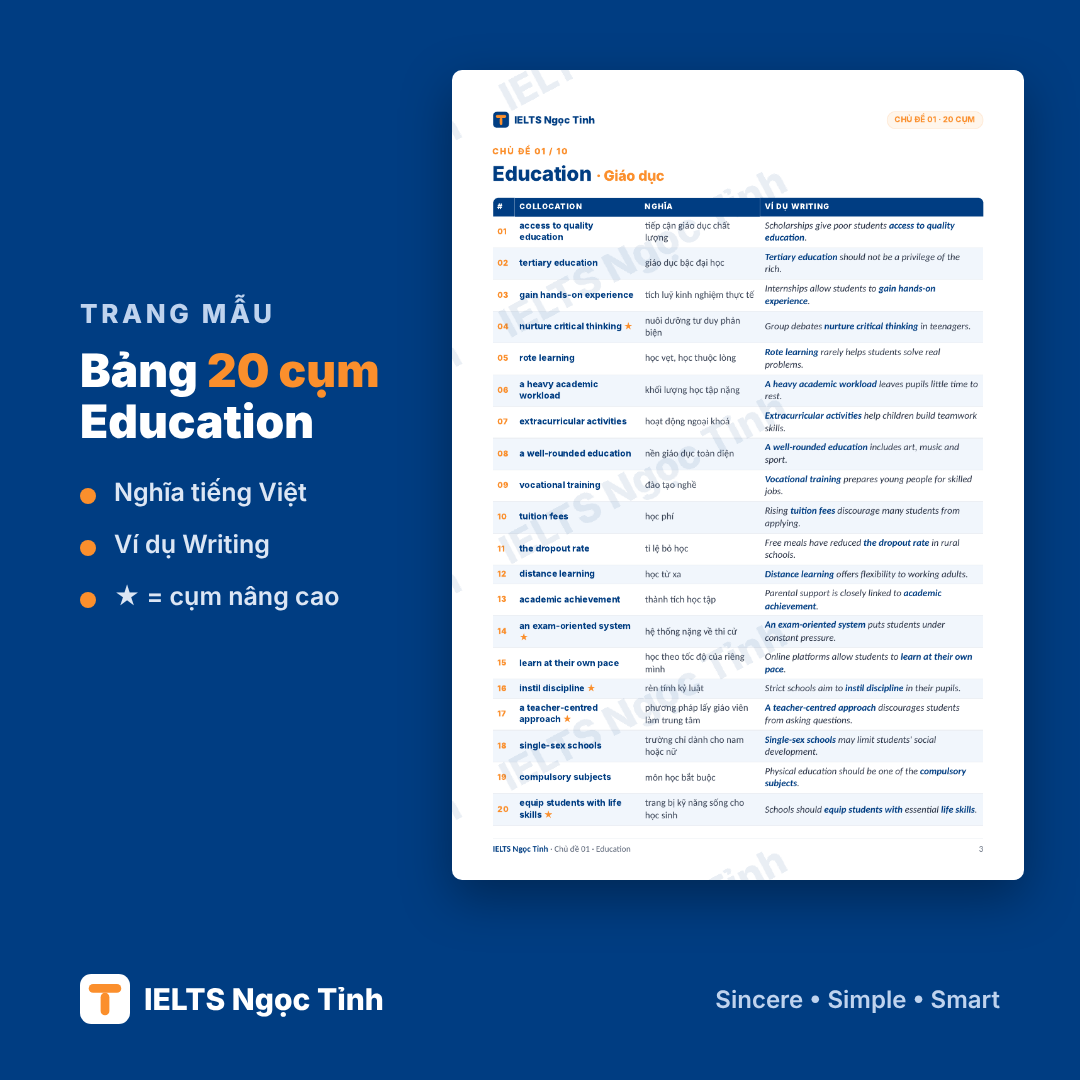 TRANG MẪU
Bảng 20 cụm
Education
Nghĩa tiếng Việt
Ví dụ Writing
★ = cụm nâng cao
IELTS Ngọc Tỉnh
CHỦ ĐỀ 01 · 20 CỤM
CHỦ ĐỀ 01 / 10
Education · Giáo dục
# COLLOCATION NGHĨA VÍ DỤ WRITING
01 access to quality education tiếp cận giáo dục chất lượng Scholarships give poor students access to quality education.
02 tertiary education giáo dục bậc đại học Tertiary education should not be a privilege of the rich.
03 gain hands-on experience tích luỹ kinh nghiệm thực tế Internships allow students to gain hands-on experience.
04 nurture critical thinking ★ nuôi dưỡng tư duy phản biện Group debates nurture critical thinking in teenagers.
05 rote learning học vẹt, học thuộc lòng Rote learning rarely helps students solve real problems.
06 a heavy academic workload khối lượng học tập nặng A heavy academic workload leaves pupils little time to rest.
07 extracurricular activities hoạt động ngoại khoá Extracurricular activities help children build teamwork skills.
08 a well-rounded education nền giáo dục toàn diện A well-rounded education includes art, music and sport.
09 vocational training đào tạo nghề Vocational training prepares young people for skilled jobs.
10 tuition fees học phí Rising tuition fees discourage many students from applying.
11 the dropout rate tỉ lệ bỏ học Free meals have reduced the dropout rate in rural schools.
12 distance learning học từ xa Distance learning offers flexibility to working adults.
13 academic achievement thành tích học tập Parental support is closely linked to academic achievement.
14 an exam-oriented system ★ hệ thống nặng về thi cử An exam-oriented system puts students under constant pressure.
15 learn at their own pace học theo tốc độ của riêng mình Online platforms allow students to learn at their own pace.
16 instil discipline ★ rèn tính kỷ luật Strict schools aim to instil discipline in their pupils.
17 a teacher-centred approach ★ phương pháp lấy giáo viên làm trung tâm A teacher-centred approach discourages students from asking questions.
18 single-sex schools trường chỉ dành cho nam hoặc nữ Single-sex schools may limit students' social development.
19 compulsory subjects môn học bắt buộc Physical education should be one of the compulsory subjects.
20 equip students with life skills ★ trang bị kỹ năng sống cho học sinh Schools should equip students with essential life skills.
IELTS Ngọc Tỉnh · Chủ đề 01 · Education 3
IELTS Ngọc Tỉnh
Sincere • Simple • Smart